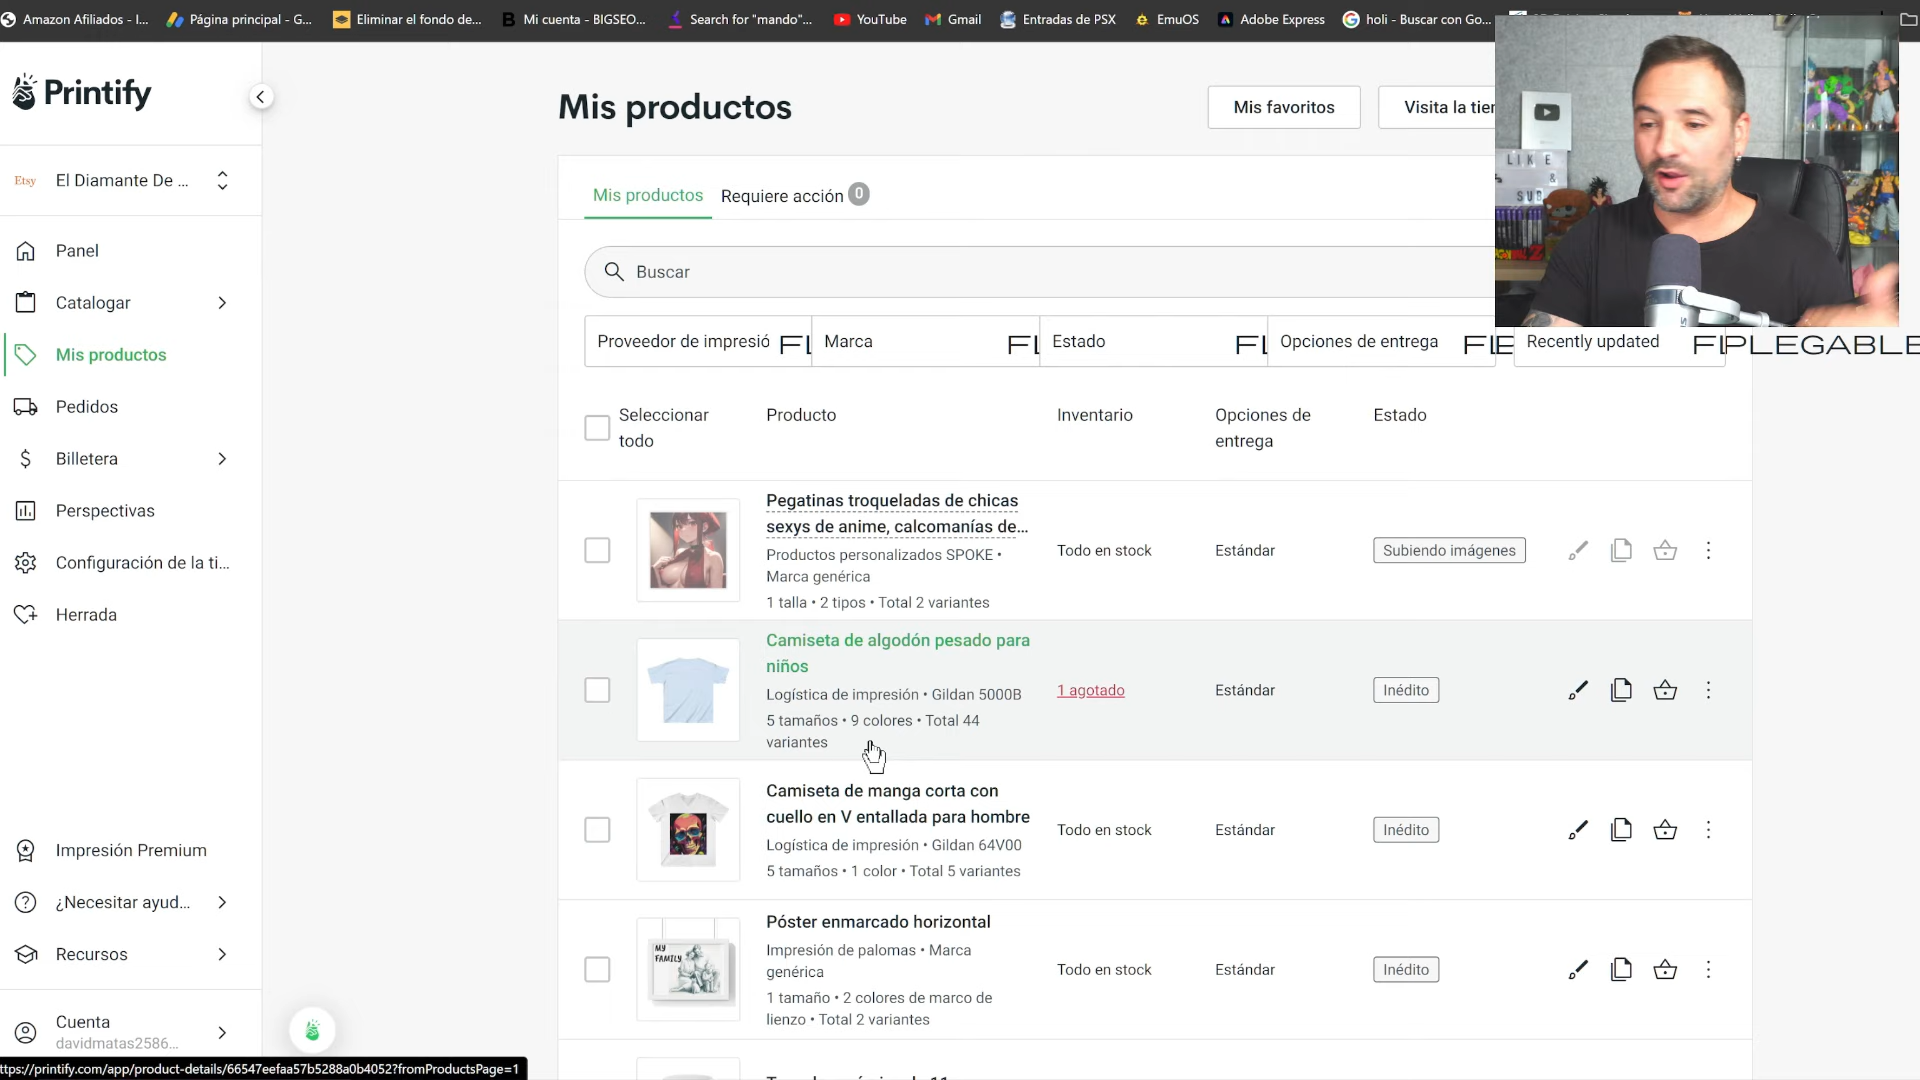 Amazon Afiliados - I...
Página principal - G...
Eliminar el fondo de...
Mi cuenta - BIGSEO...
Search for "mando"...
YouTube
Gmail
Entradas de PSX
EmuOS
Adobe Express
holi - Buscar con Go...
Printify
Mis productos
Mis favoritos
Visita la tien
LIKE
&
SUB
Etsy
El Diamante De ...
Mis productos
Requiere acción 0
Panel
Buscar
Catalogar
Proveedor de impresió
Marca
Estado
Opciones de entrega
Recently updated
PLEGABLE
Mis productos
Pedidos
Seleccionar todo
Producto
Inventario
Opciones de entrega
Estado
Billetera
Perspectivas
Configuración de la ti...
Herrada
Pegatinas troqueladas de chicas
sexys de anime, calcomanías de...
Productos personalizados SPOKE •
Marca genérica
1 talla • 2 tipos • Total 2 variantes
Todo en stock
Estándar
Subiendo imágenes
Camiseta de algodón pesado para
niños
Logística de impresión • Gildan 5000B
5 tamaños • 9 colores • Total 44
variantes
1 agotado
Estándar
Inédito
Camiseta de manga corta con
cuello en V entallada para hombre
Logística de impresión • Gildan 64V00
5 tamaños • 1 color • Total 5 variantes
Todo en stock
Estándar
Inédito
MY
FAMILY
Póster enmarcado horizontal
Impresión de palomas • Marca
genérica
1 tamaño • 2 colores de marco de
lienzo • Total 2 variantes
Todo en stock
Estándar
Inédito
Impresión Premium
¿Necesitar ayud...
Recursos
Cuenta
davidmatas2586...
ttps://printify.com/app/product-details/66547eefaa57b5288a0b4052?fromProductsPage=1